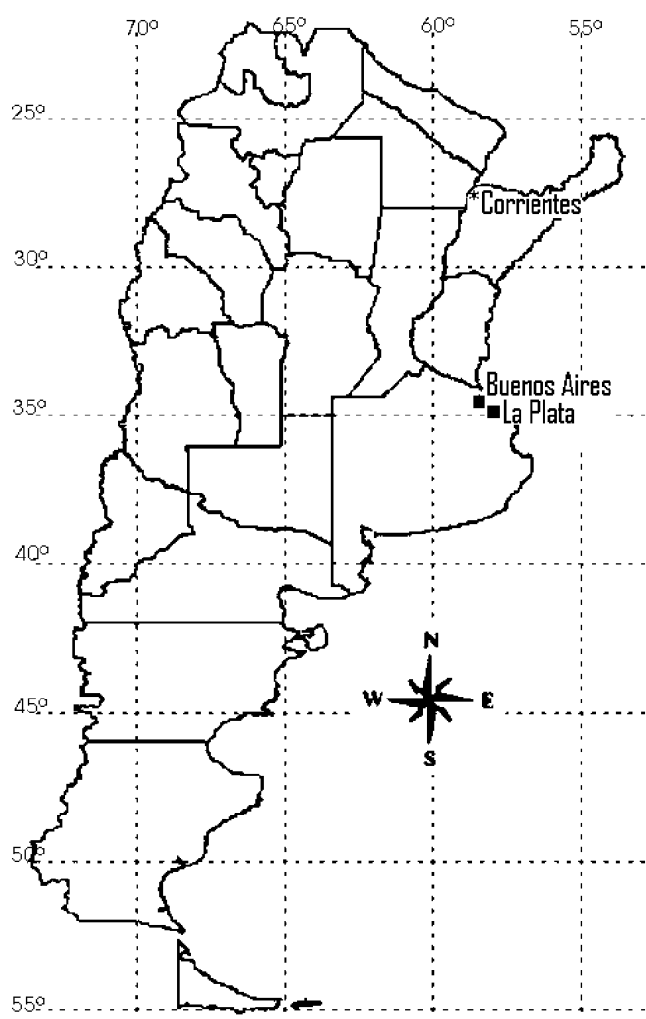 70º 65º 60º 55º
25º
*Corrientes
30º
Buenos Aires
35º
La Plata
40º
N
W E
45º
S
50º
55º